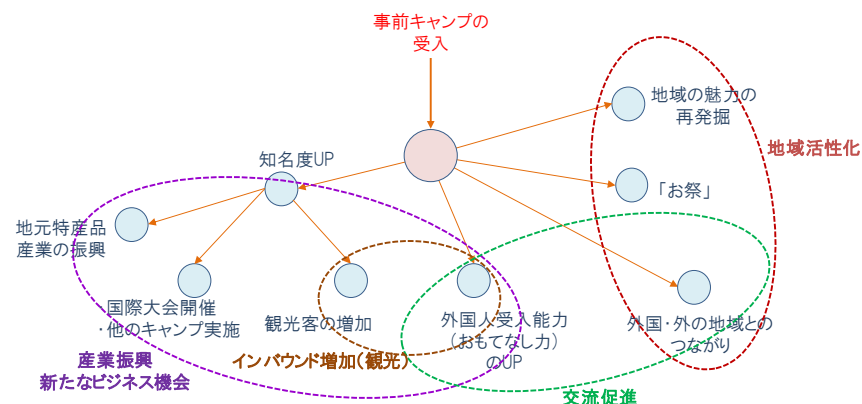 事前キャンプの
受入
地域の魅力の
再発掘
地域活性化
知名度UP
「お祭」
地元特産品
産業の振興
国際大会開催
・他のキャンプ実施
観光客の増加
外国人受入能力
（おもてなし力）
のUP
外国・外の地域との
つながり
産業振興
新たなビジネス機会
インバウンド増加（観光）
交流促進